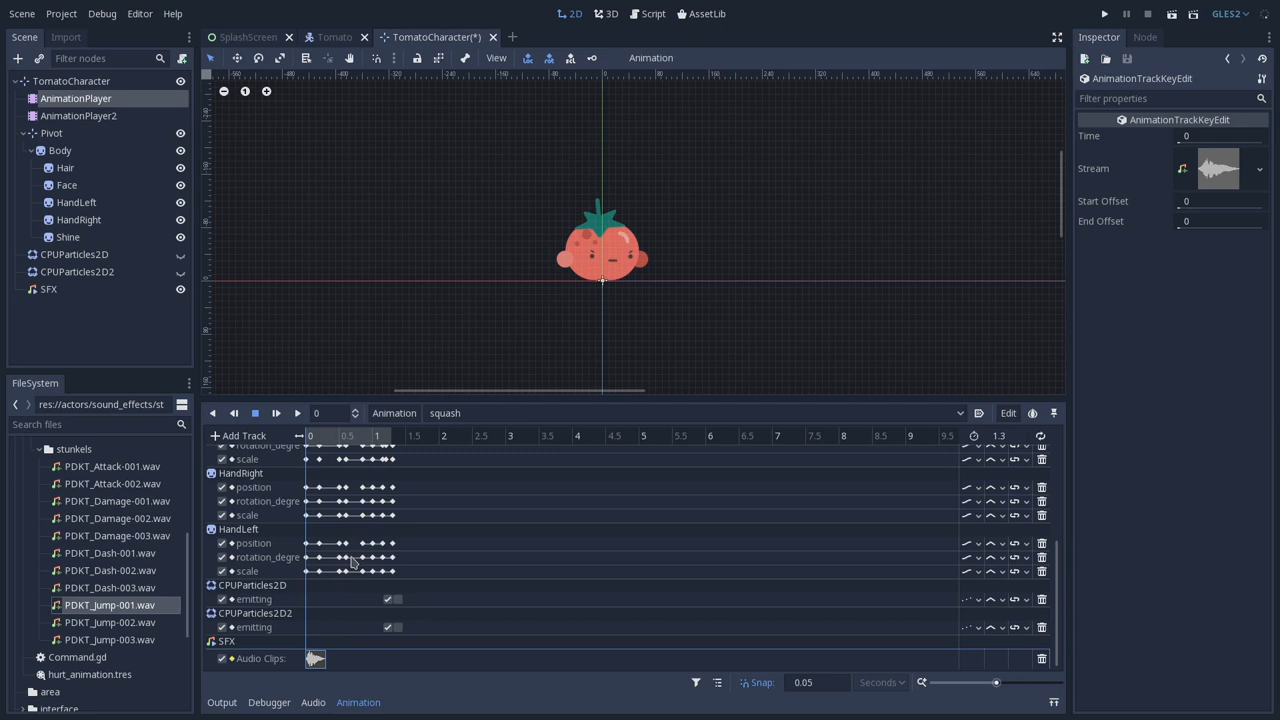 Scene Project Debug Editor Help
2D 3D Script AssetLib
GLES2
Scene Import
Filter nodes
TomatoCharacter
AnimationPlayer
AnimationPlayer2
Pivot
Body
Hair
Face
HandLeft
HandRight
Shine
CPUParticles2D
CPUParticles2D2
SFX
FileSystem
res://actors/sound_effects/st
Search files
stunkels
PDKT_Attack-001.wav
PDKT_Attack-002.wav
PDKT_Damage-001.wav
PDKT_Damage-002.wav
PDKT_Damage-003.wav
PDKT_Dash-001.wav
PDKT_Dash-002.wav
PDKT_Dash-003.wav
PDKT_Jump-001.wav
PDKT_Jump-002.wav
PDKT_Jump-003.wav
Command.gd
hurt_animation.tres
area
interface
SplashScreen Tomato TomatoCharacter(*)
View Animation
0 Animation squash Edit
Add Track 0 0.5 1 1.5 2 2.5 3 3.5 4 4.5 5 5.5 6 6.5 7 7.5 8 8.5 9 9.5 1.3
rotation_degre
scale
HandRight
position
rotation_degre
scale
HandLeft
position
rotation_degre
scale
CPUParticles2D
emitting
CPUParticles2D2
emitting
SFX
Audio Clips:
Snap: 0.05 Seconds
Output Debugger Audio Animation
Inspector Node
AnimationTrackKeyEdit
Filter properties
AnimationTrackKeyEdit
Time 0
Stream
Start Offset 0
End Offset 0